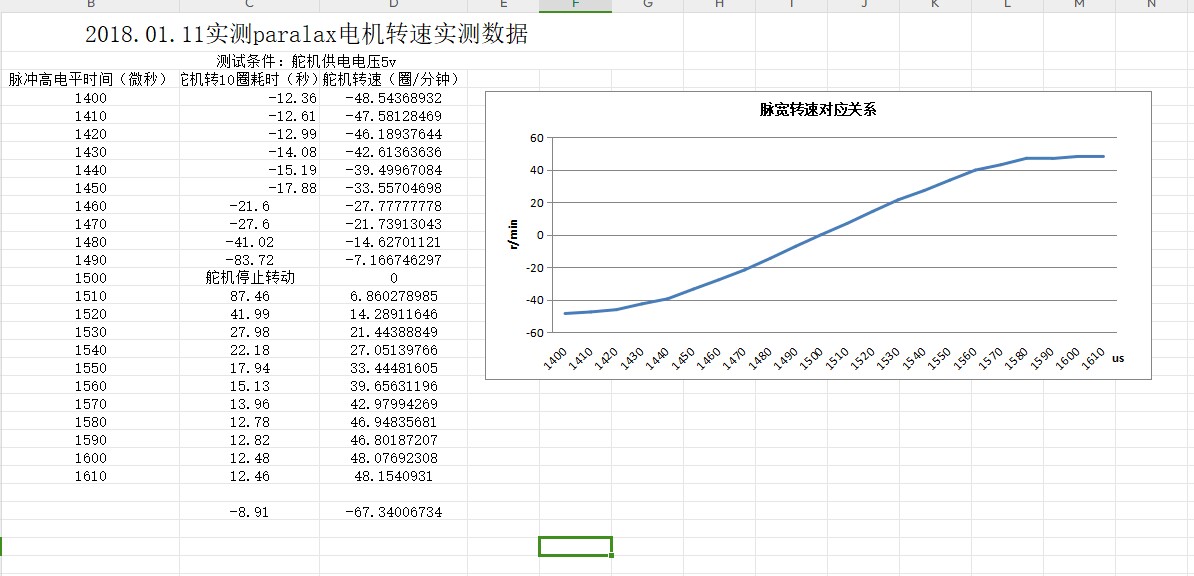 B C D E F G H I J K L M N
2018.01.11实测paralax电机转速实测数据
测试条件：舵机供电电压5v
脉冲高电平时间（微秒） 舵机转10圈耗时（秒） 舵机转速（圈/分钟）
1400 -12.36 -48.54368932
1410 -12.61 -47.58128469
1420 -12.99 -46.18937644
1430 -14.08 -42.61363636
1440 -15.19 -39.49967084
1450 -17.88 -33.55704698
1460 -21.6 -27.77777778
1470 -27.6 -21.73913043
1480 -41.02 -14.62701121
1490 -83.72 -7.166746297
1500 舵机停止转动 0
1510 87.46 6.860278985
1520 41.99 14.28911646
1530 27.98 21.44388849
1540 22.18 27.05139766
1550 17.94 33.44481605
1560 15.13 39.65631196
1570 13.96 42.97994269
1580 12.78 46.94835681
1590 12.82 46.80187207
1600 12.48 48.07692308
1610 12.46 48.1540931
-8.91 -67.34006734
脉宽转速对应关系
r/min
60
40
20
0
-20
-40
-60
1400 1410 1420 1430 1440 1450 1460 1470 1480 1490 1500 1510 1520 1530 1540 1550 1560 1570 1580 1590 1600 1610 us